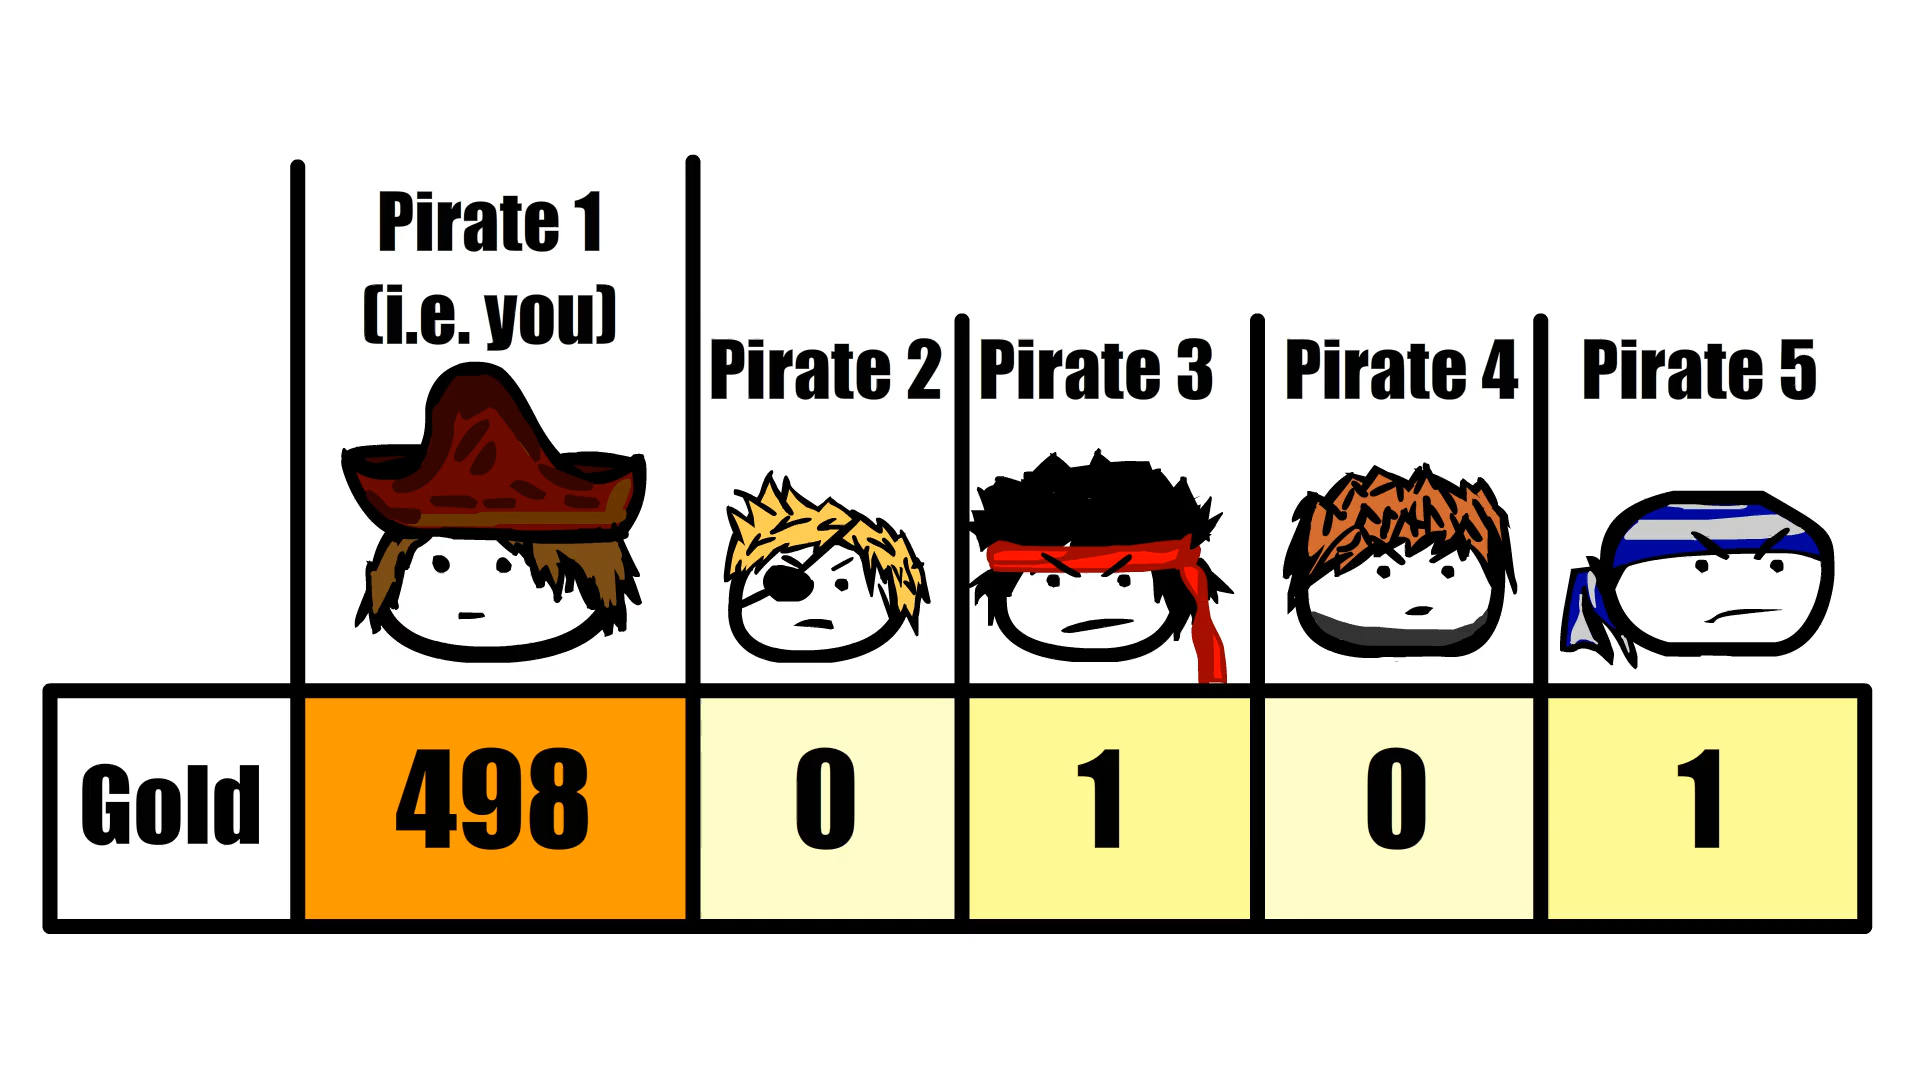 Pirate 1
(i.e. you)
Pirate 2
Pirate 3
Pirate 4
Pirate 5
Gold
498
0
1
0
1